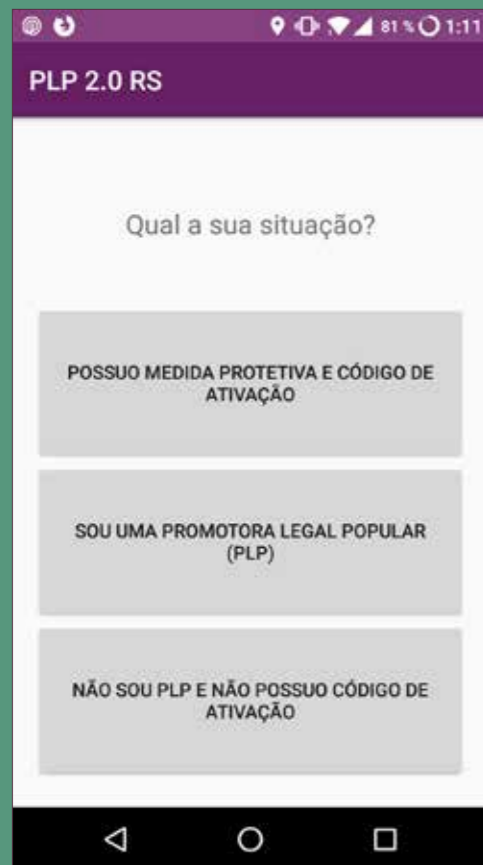 81 % 1:11
PLP 2.0 RS
Qual a sua situação?
POSSUO MEDIDA PROTETIVA E CÓDIGO DE
ATIVAÇÃO
SOU UMA PROMOTORA LEGAL POPULAR
(PLP)
NÃO SOU PLP E NÃO POSSUO CÓDIGO DE
ATIVAÇÃO